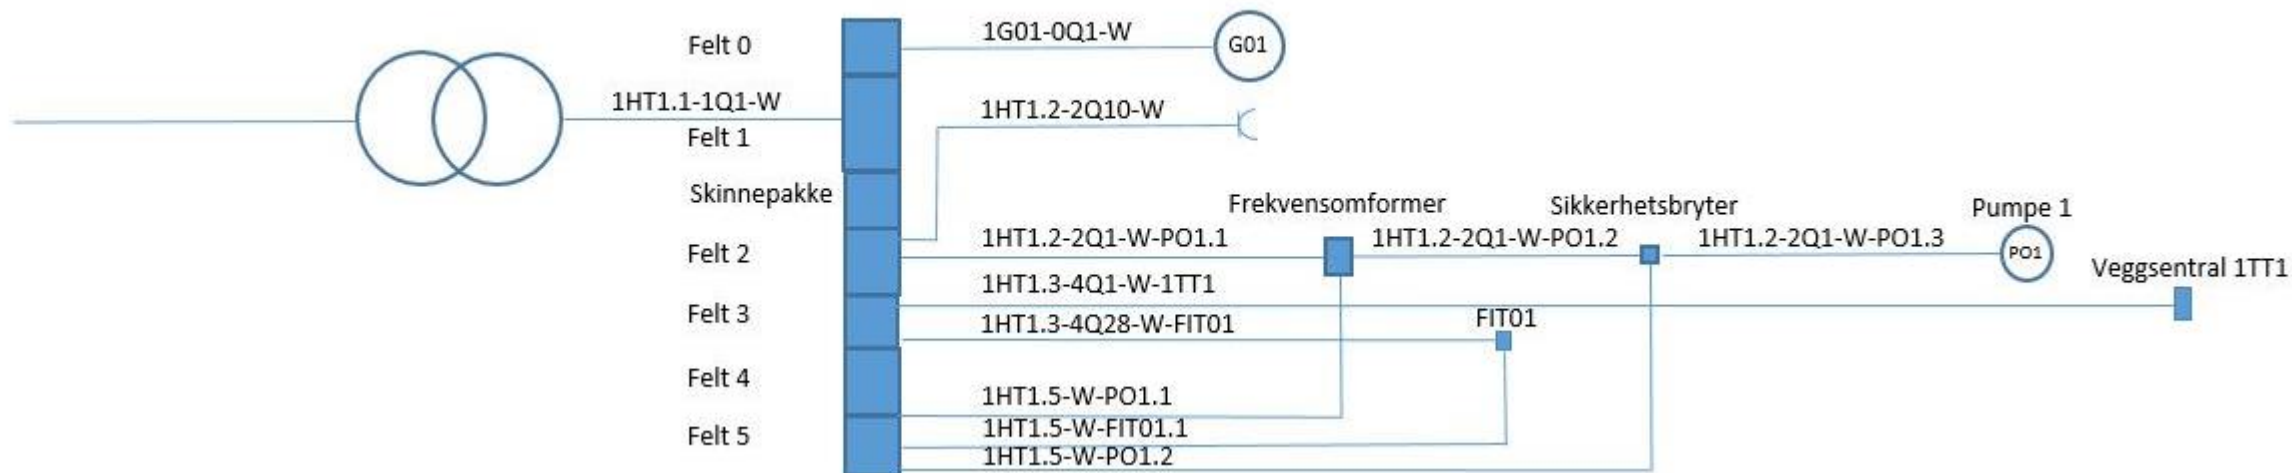 Felt 0
1G01-0Q1-W
G01
1HT1.1-1Q1-W
Felt 1
1HT1.2-2Q10-W
Skinnepakke
Frekvensomformer
Sikkerhetsbryter
Pumpe 1
Felt 2
1HT1.2-2Q1-W-PO1.1
1HT1.2-2Q1-W-PO1.2
1HT1.2-2Q1-W-PO1.3
PO1
Veggsentral 1TT1
1HT1.3-4Q1-W-1TT1
Felt 3
1HT1.3-4Q28-W-FIT01
FIT01
Felt 4
1HT1.5-W-PO1.1
Felt 5
1HT1.5-W-FIT01.1
1HT1.5-W-PO1.2